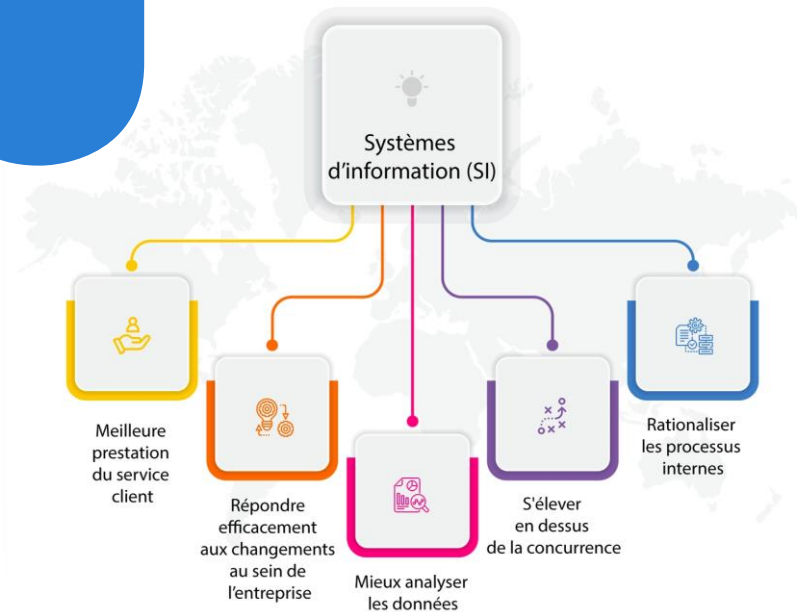 Systèmes
d'information (SI)
Meilleure
prestation
du service
client
Répondre
efficacement
aux changements
au sein de
l'entreprise
Mieux analyser
les données
S'élever
en dessus
de la concurrence
Rationaliser
les processus
internes